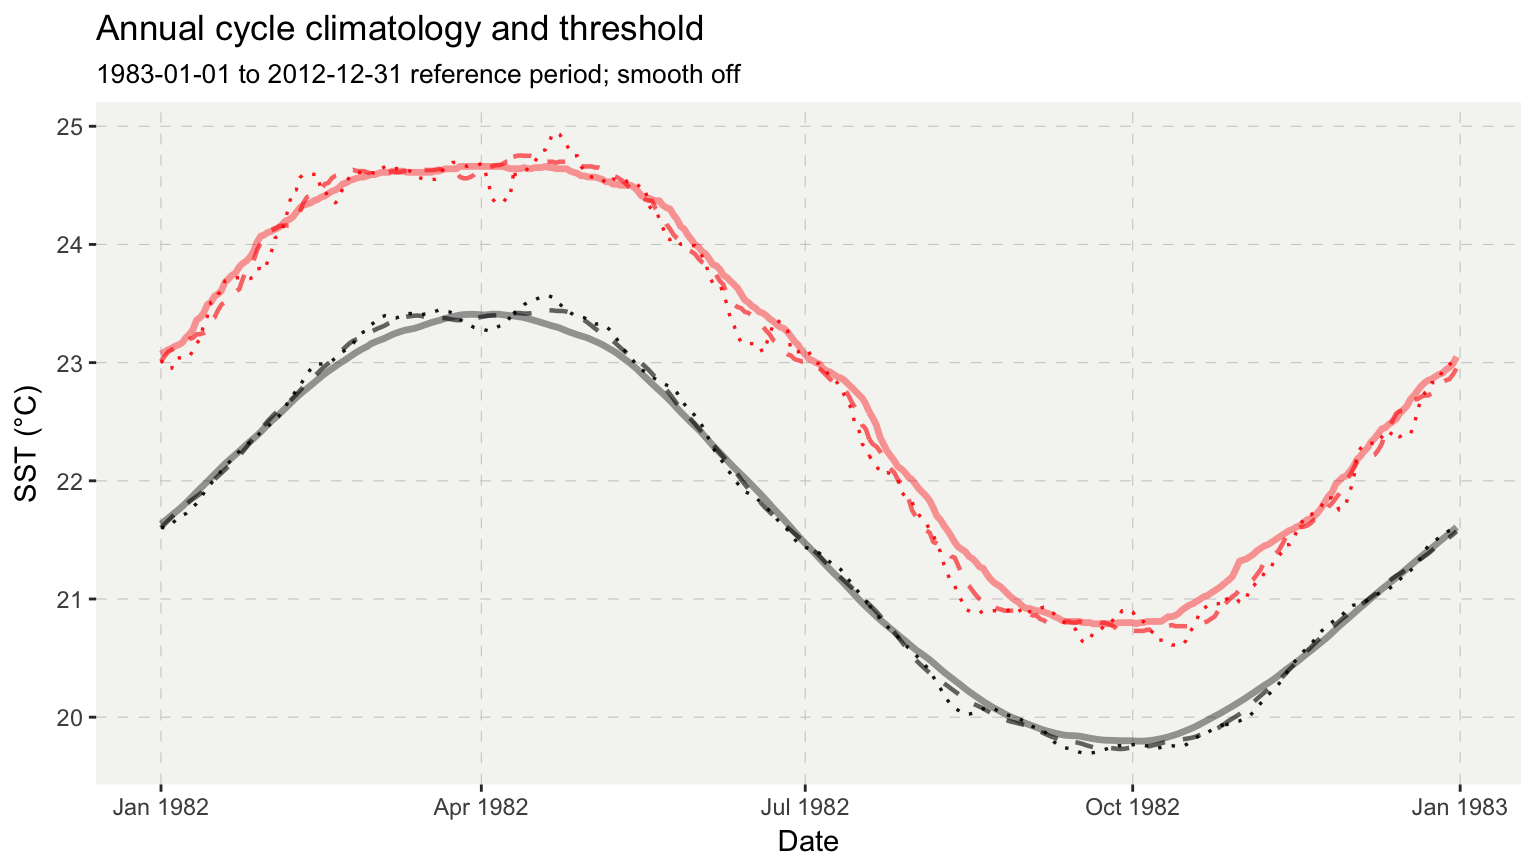 Annual cycle climatology and threshold
1983-01-01 to 2012-12-31 reference period; smooth off
25
24
23
22
21
20
SST (°C)
Jan 1982
Apr 1982
Jul 1982
Oct 1982
Jan 1983
Date